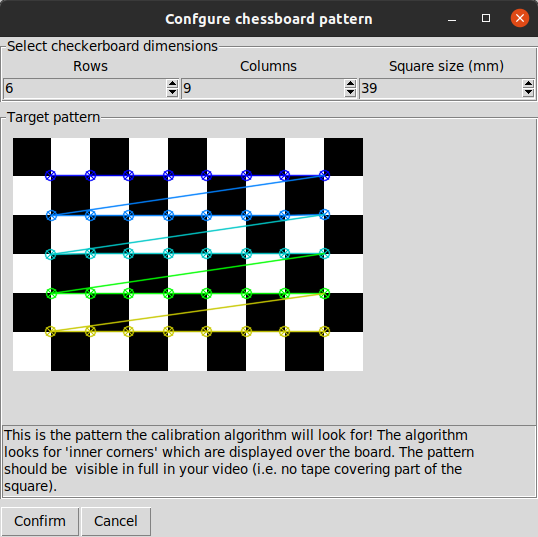 Confgure chessboard pattern
Select checkerboard dimensions
Rows Columns Square size (mm)
6 9 39
Target pattern
This is the pattern the calibration algorithm will look for! The algorithm
looks for 'inner corners' which are displayed over the board. The pattern
should be  visible in full in your video (i.e. no tape covering part of the
square).
Confirm Cancel